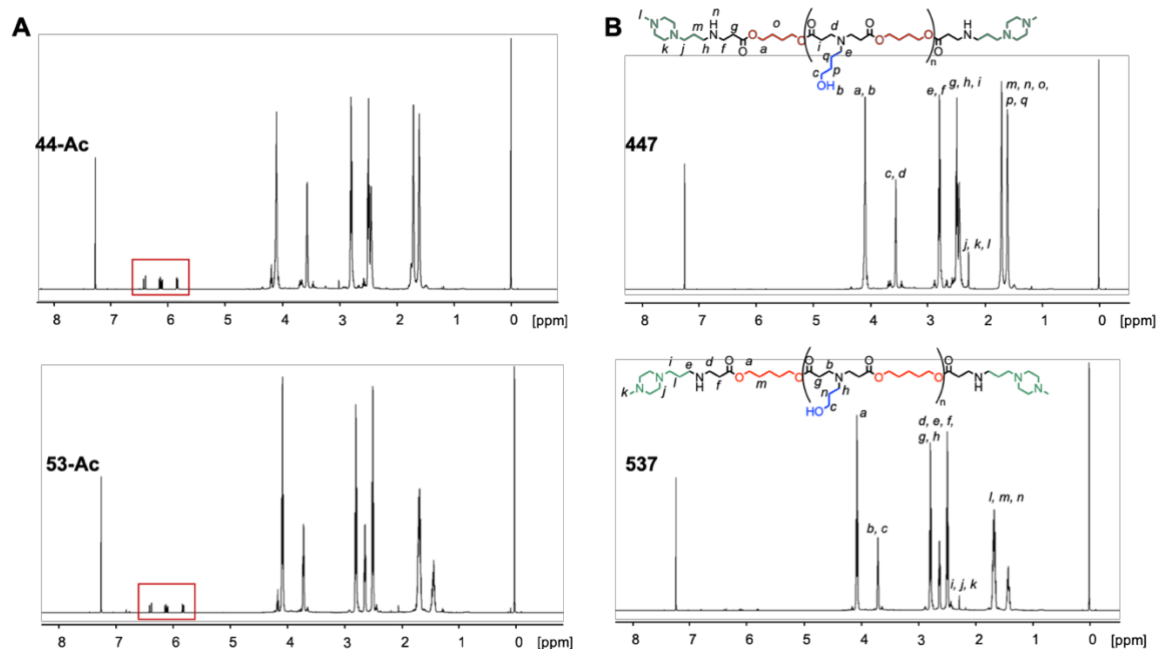 A
44-Ac
8 7 6 5 4 3 2 1 0 [ppm]
53-Ac
8 7 6 5 4 3 2 1 0 [ppm]
B
l n o O d O
N m H g O O N O O H N
N N i N
k j h f O a O i e n O
q
c p
OH b
a, b e, f g, h, i m, n, o,
p, q
447
c, d
j, k, l
8 7 6 5 4 3 2 1 0 [ppm]
i e d O a O b O O
N l N O O N O O N N
k N j H f O m g n h n H N
HO c
a d, e, f,
g, h
537
l, m, n
b, c
i, j, k
8 7 6 5 4 3 2 1 0 [ppm]